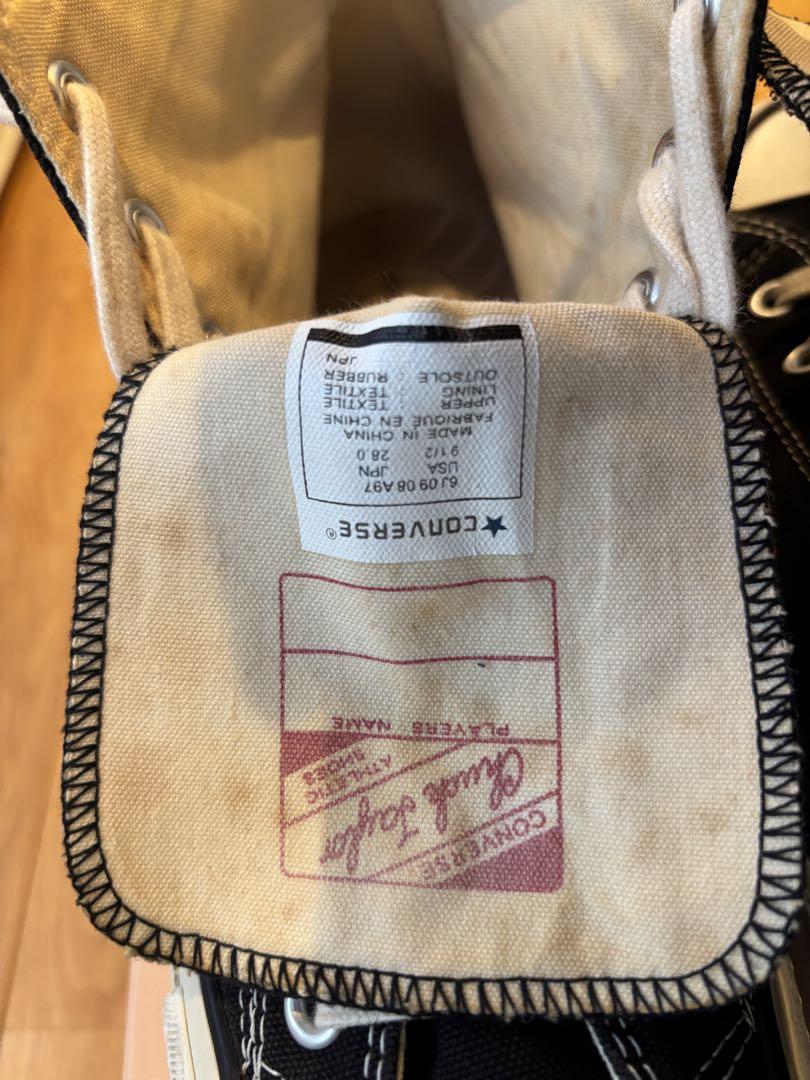 ★CONVERSE®
6J 09 08 A97
USA JPN
9 1/2 28.0
MADE IN CHINA
FABRIQUE EN CHINE
UPPER : TEXTILE
LINING : TEXTILE
OUTSOLE : RUBBER
JPN
CONVERSE
Chuck Taylor
ATHLETIC
SHOES
PLAYERS NAME